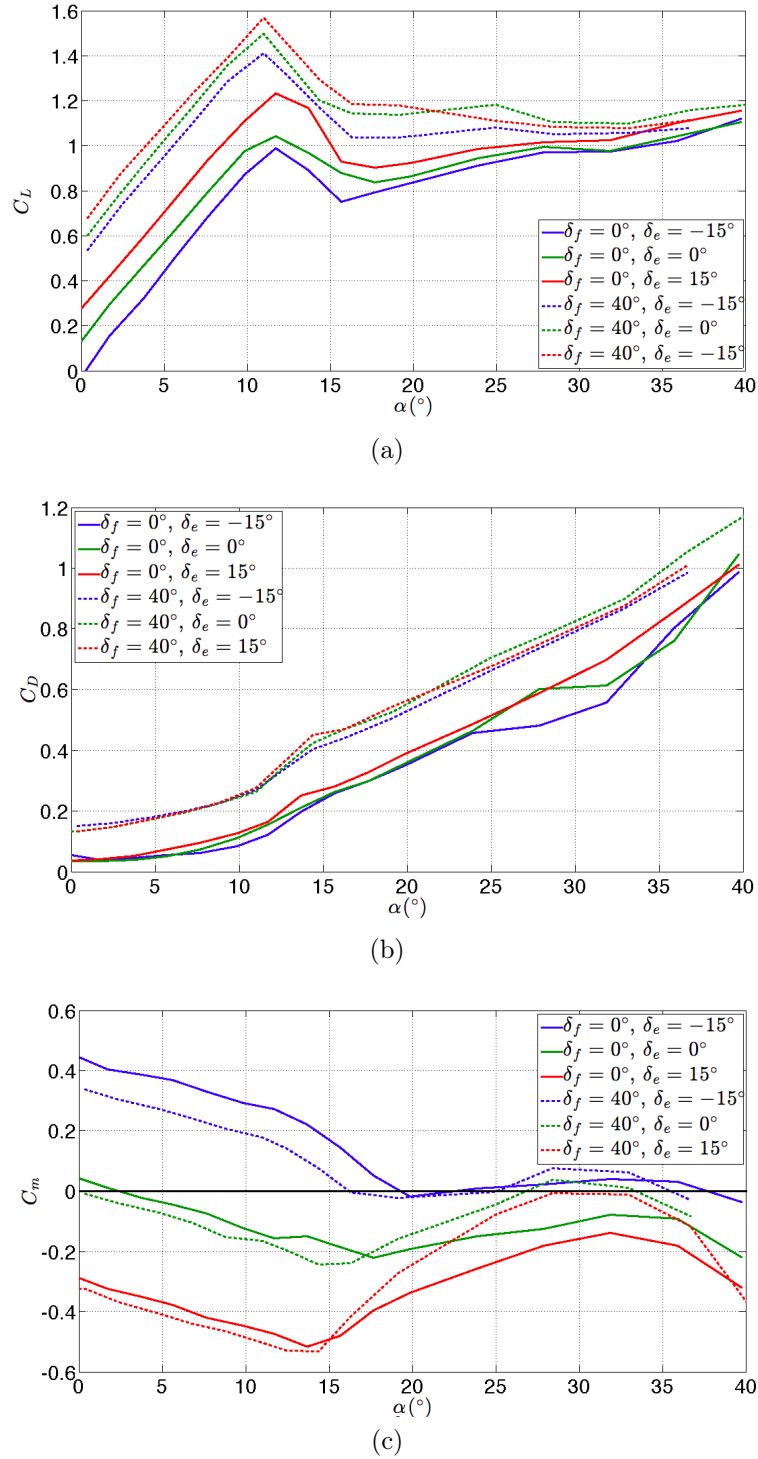 1.6
1.4
1.2
1
0.8
0.6
0.4
0.2
0
C_L
δ_f = 0°, δ_e = −15°
δ_f = 0°, δ_e = 0°
δ_f = 0°, δ_e = 15°
δ_f = 40°, δ_e = −15°
δ_f = 40°, δ_e = 0°
δ_f = 40°, δ_e = −15°
0 5 10 15 20 25 30 35 40
α(°)
(a)
1.2
1
0.8
0.6
0.4
0.2
0
C_D
δ_f = 0°, δ_e = −15°
δ_f = 0°, δ_e = 0°
δ_f = 0°, δ_e = 15°
δ_f = 40°, δ_e = −15°
δ_f = 40°, δ_e = 0°
δ_f = 40°, δ_e = 15°
0 5 10 15 20 25 30 35 40
α(°)
(b)
0.6
0.4
0.2
0
-0.2
-0.4
-0.6
C_m
δ_f = 0°, δ_e = −15°
δ_f = 0°, δ_e = 0°
δ_f = 0°, δ_e = 15°
δ_f = 40°, δ_e = −15°
δ_f = 40°, δ_e = 0°
δ_f = 40°, δ_e = 15°
0 5 10 15 20 25 30 35 40
α(°)
(c)